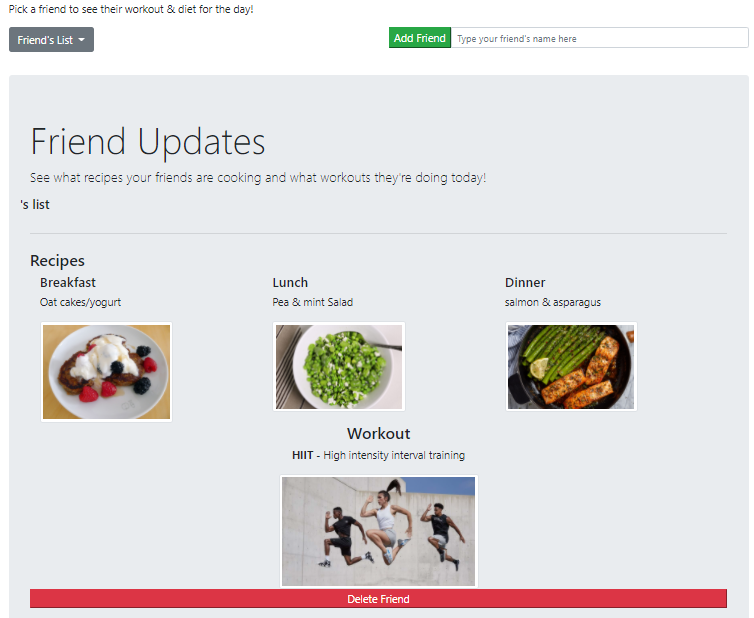 Pick a friend to see their workout & diet for the day!
Friend's List
Add Friend Type your friend's name here
Friend Updates
See what recipes your friends are cooking and what workouts they're doing today!
's list
Recipes
Breakfast
Oat cakes/yogurt
Lunch
Pea & mint Salad
Dinner
salmon & asparagus
Workout
HIIT - High intensity interval training
Delete Friend